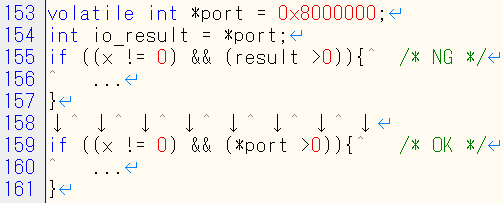 153 volatile int *port = 0x8000000;↵
154 int io_result = *port;↵
155 if ((x != 0) && (result >0)){^ /* NG */↵
156 ^ ...↵
157 }↵
158 ↓^ ↓^ ↓^ ↓^ ↓^ ↓^ ↓^ ↓↵
159 if ((x != 0) && (*port >0)){^ /* OK */↵
160 ^ ...↵
161 }↵